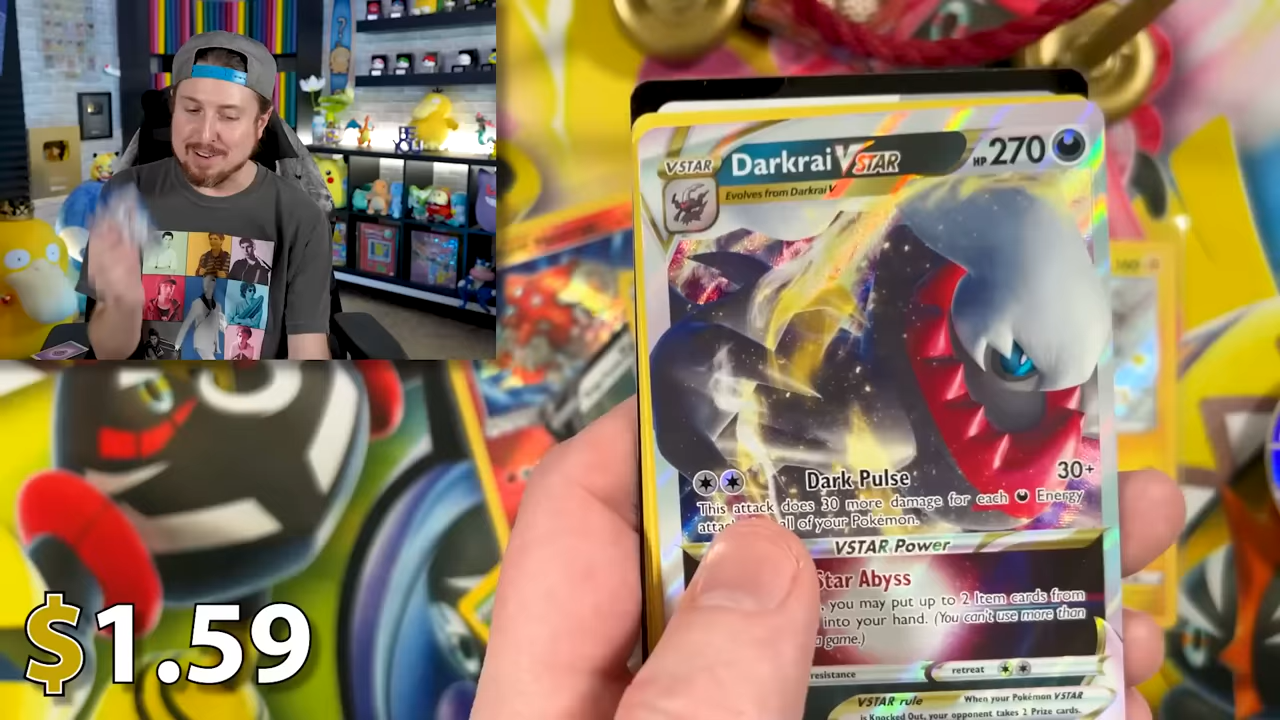 VSTAR
Darkrai VSTAR
HP 270
Evolves from Darkrai V
Dark Pulse
30+
This attack does 30 more damage for each Energy
all of your Pokémon.
VSTAR Power
Star Abyss
you may put up to 2 Item cards from
into your hand. (You can't use more than
a game.)
resistance
retreat
VSTAR rule
When your Pokémon VSTAR
is Knocked Out, your opponent takes 2 Prize cards.
$1.59